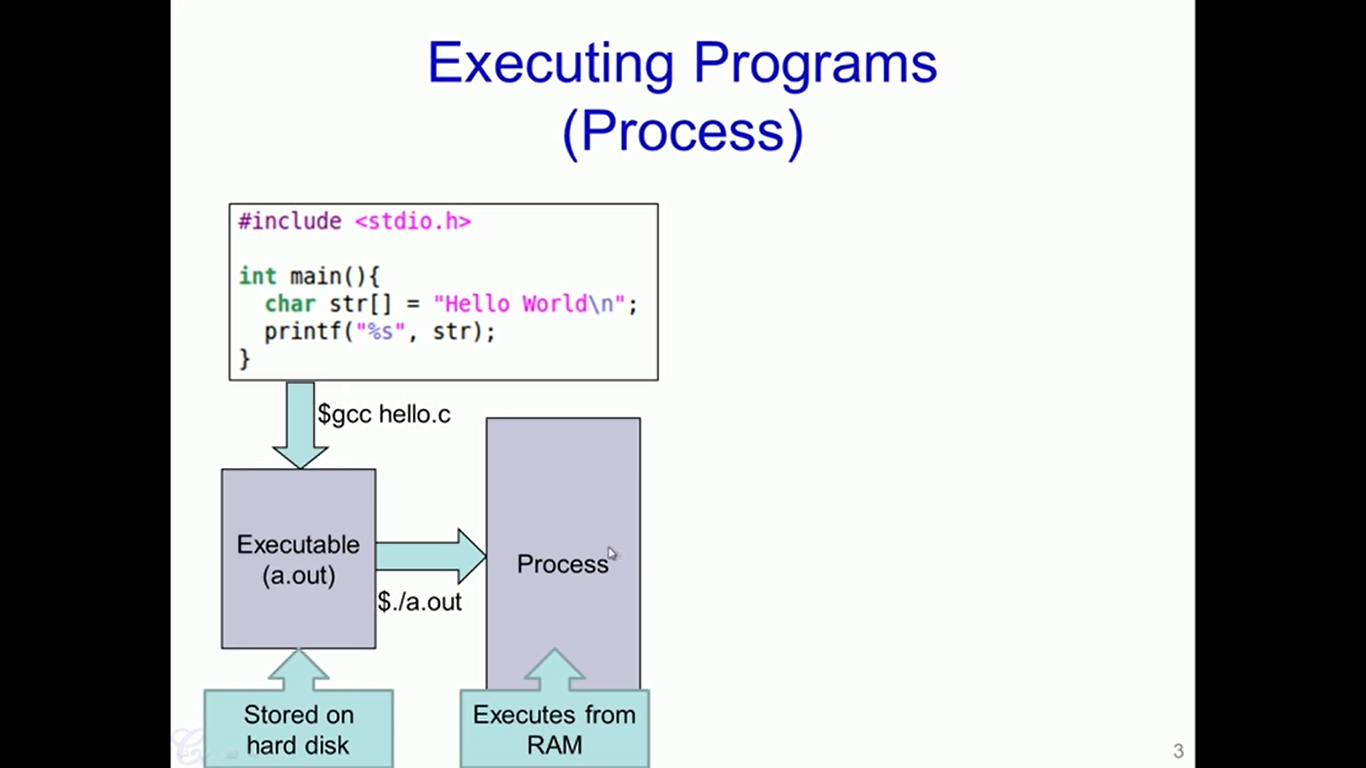 Executing Programs
(Process)
#include <stdio.h>
int main(){
char str[] = "Hello World\n";
printf("%s", str);
}
$gcc hello.c
Executable
(a.out)
$./a.out
Process
Stored on
hard disk
Executes from
RAM
3